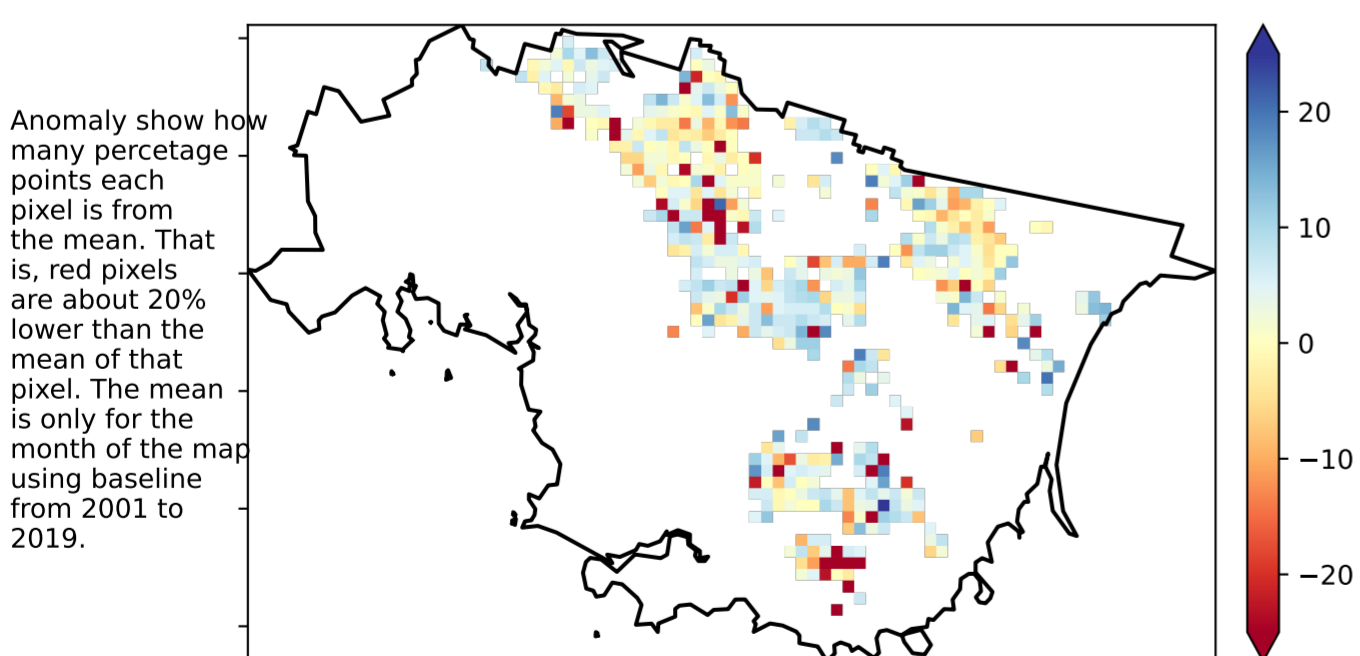 Anomaly show how
many percetage
points each
pixel is from
the mean. That
is, red pixels
are about 20%
lower than the
mean of that
pixel. The mean
is only for the
month of the map
using baseline
from 2001 to
2019.
20
10
0
−10
−20